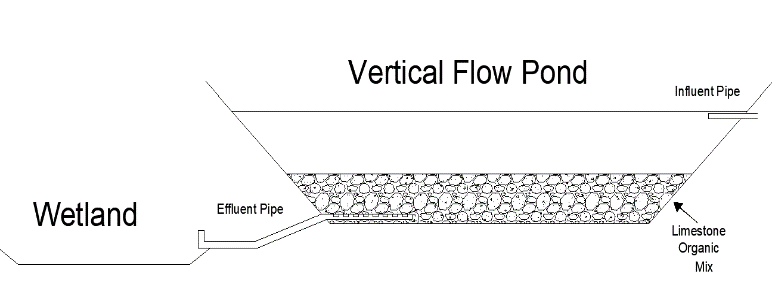 Vertical Flow Pond
Influent Pipe
Wetland
Effluent Pipe
Limestone
Organic
Mix